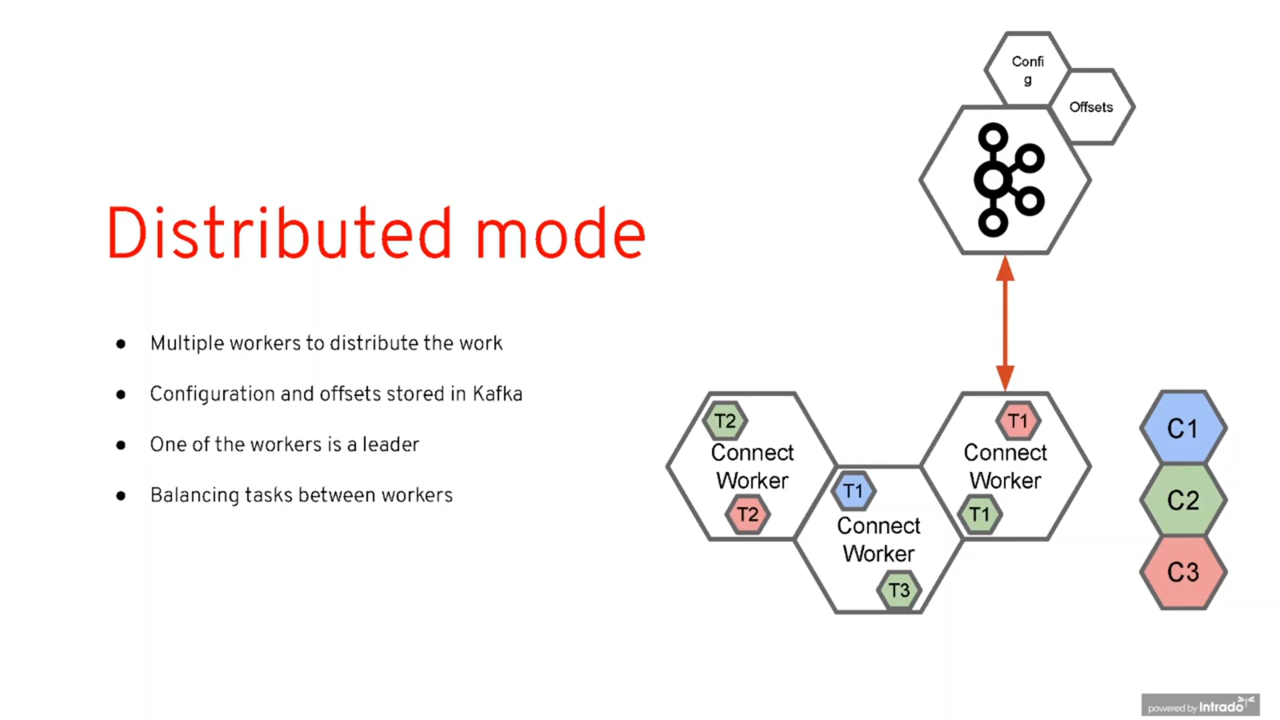 Distributed mode
● Multiple workers to distribute the work
● Configuration and offsets stored in Kafka
● One of the workers is a leader
● Balancing tasks between workers
Confi
g
Offsets
T2
Connect
Worker
T2
T1
Connect
Worker
T3
T1
Connect
Worker
T1
C1
C2
C3
powered by Intrado